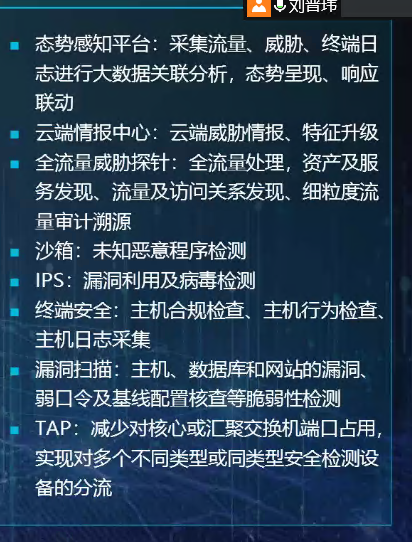 刘晋玮
态势感知平台：采集流量、威胁、终端日
志进行大数据关联分析，态势呈现、响应
联动
云端情报中心：云端威胁情报、特征升级
全流量威胁探针：全流量处理，资产及服
务发现、流量及访问关系发现、细粒度流
量审计溯源
沙箱：未知恶意程序检测
IPS：漏洞利用及病毒检测
终端安全：主机合规检查、主机行为检查、
主机日志采集
漏洞扫描：主机、数据库和网站的漏洞、
弱口令及基线配置核查等脆弱性检测
TAP：减少对核心或汇聚交换机端口占用，
实现对多个不同类型或同类型安全检测设
备的分流